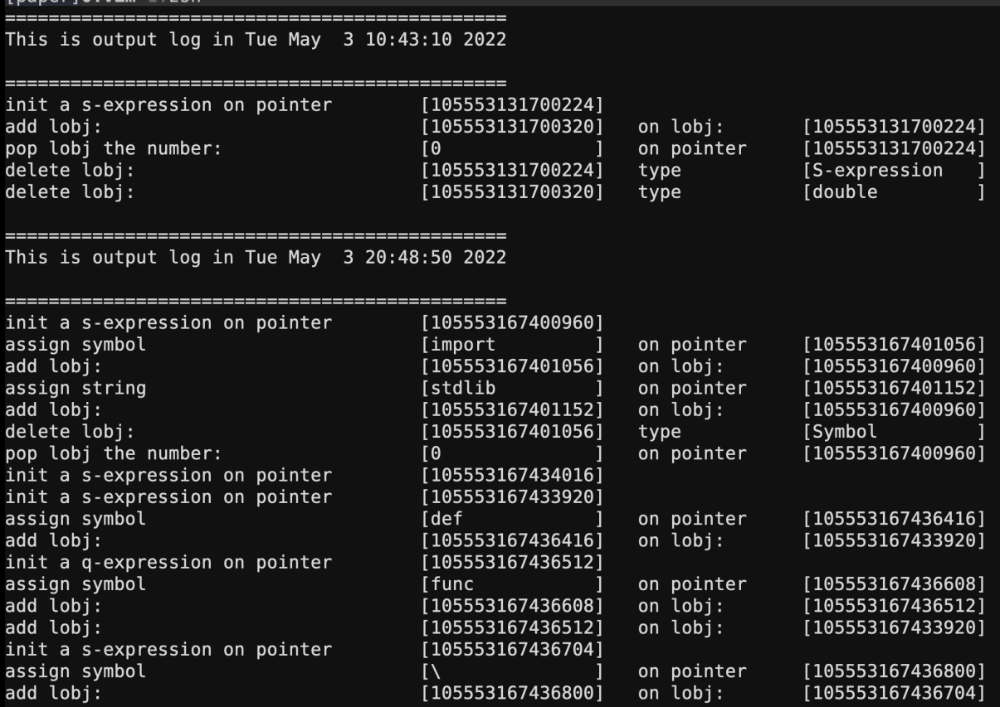 ==============================================
This is output log in Tue May  3 10:43:10 2022

==============================================
init a s-expression on pointer        [105553131700224]
add lobj:                             [105553131700320]   on lobj:       [105553131700224]
pop lobj the number:                  [0              ]   on pointer     [105553131700224]
delete lobj:                          [105553131700224]   type           [S-expression   ]
delete lobj:                          [105553131700320]   type           [double         ]

==============================================
This is output log in Tue May  3 20:48:50 2022

==============================================
init a s-expression on pointer        [105553167400960]
assign symbol                         [import         ]   on pointer     [105553167401056]
add lobj:                             [105553167401056]   on lobj:       [105553167400960]
assign string                         [stdlib         ]   on pointer     [105553167401152]
add lobj:                             [105553167401152]   on lobj:       [105553167400960]
delete lobj:                          [105553167401056]   type           [Symbol         ]
pop lobj the number:                  [0              ]   on pointer     [105553167400960]
init a s-expression on pointer        [105553167434016]
init a s-expression on pointer        [105553167433920]
assign symbol                         [def            ]   on pointer     [105553167436416]
add lobj:                             [105553167436416]   on lobj:       [105553167433920]
init a q-expression on pointer        [105553167436512]
assign symbol                         [func           ]   on pointer     [105553167436608]
add lobj:                             [105553167436608]   on lobj:       [105553167436512]
add lobj:                             [105553167436512]   on lobj:       [105553167433920]
init a s-expression on pointer        [105553167436704]
assign symbol                         [\              ]   on pointer     [105553167436800]
add lobj:                             [105553167436800]   on lobj:       [105553167436704]